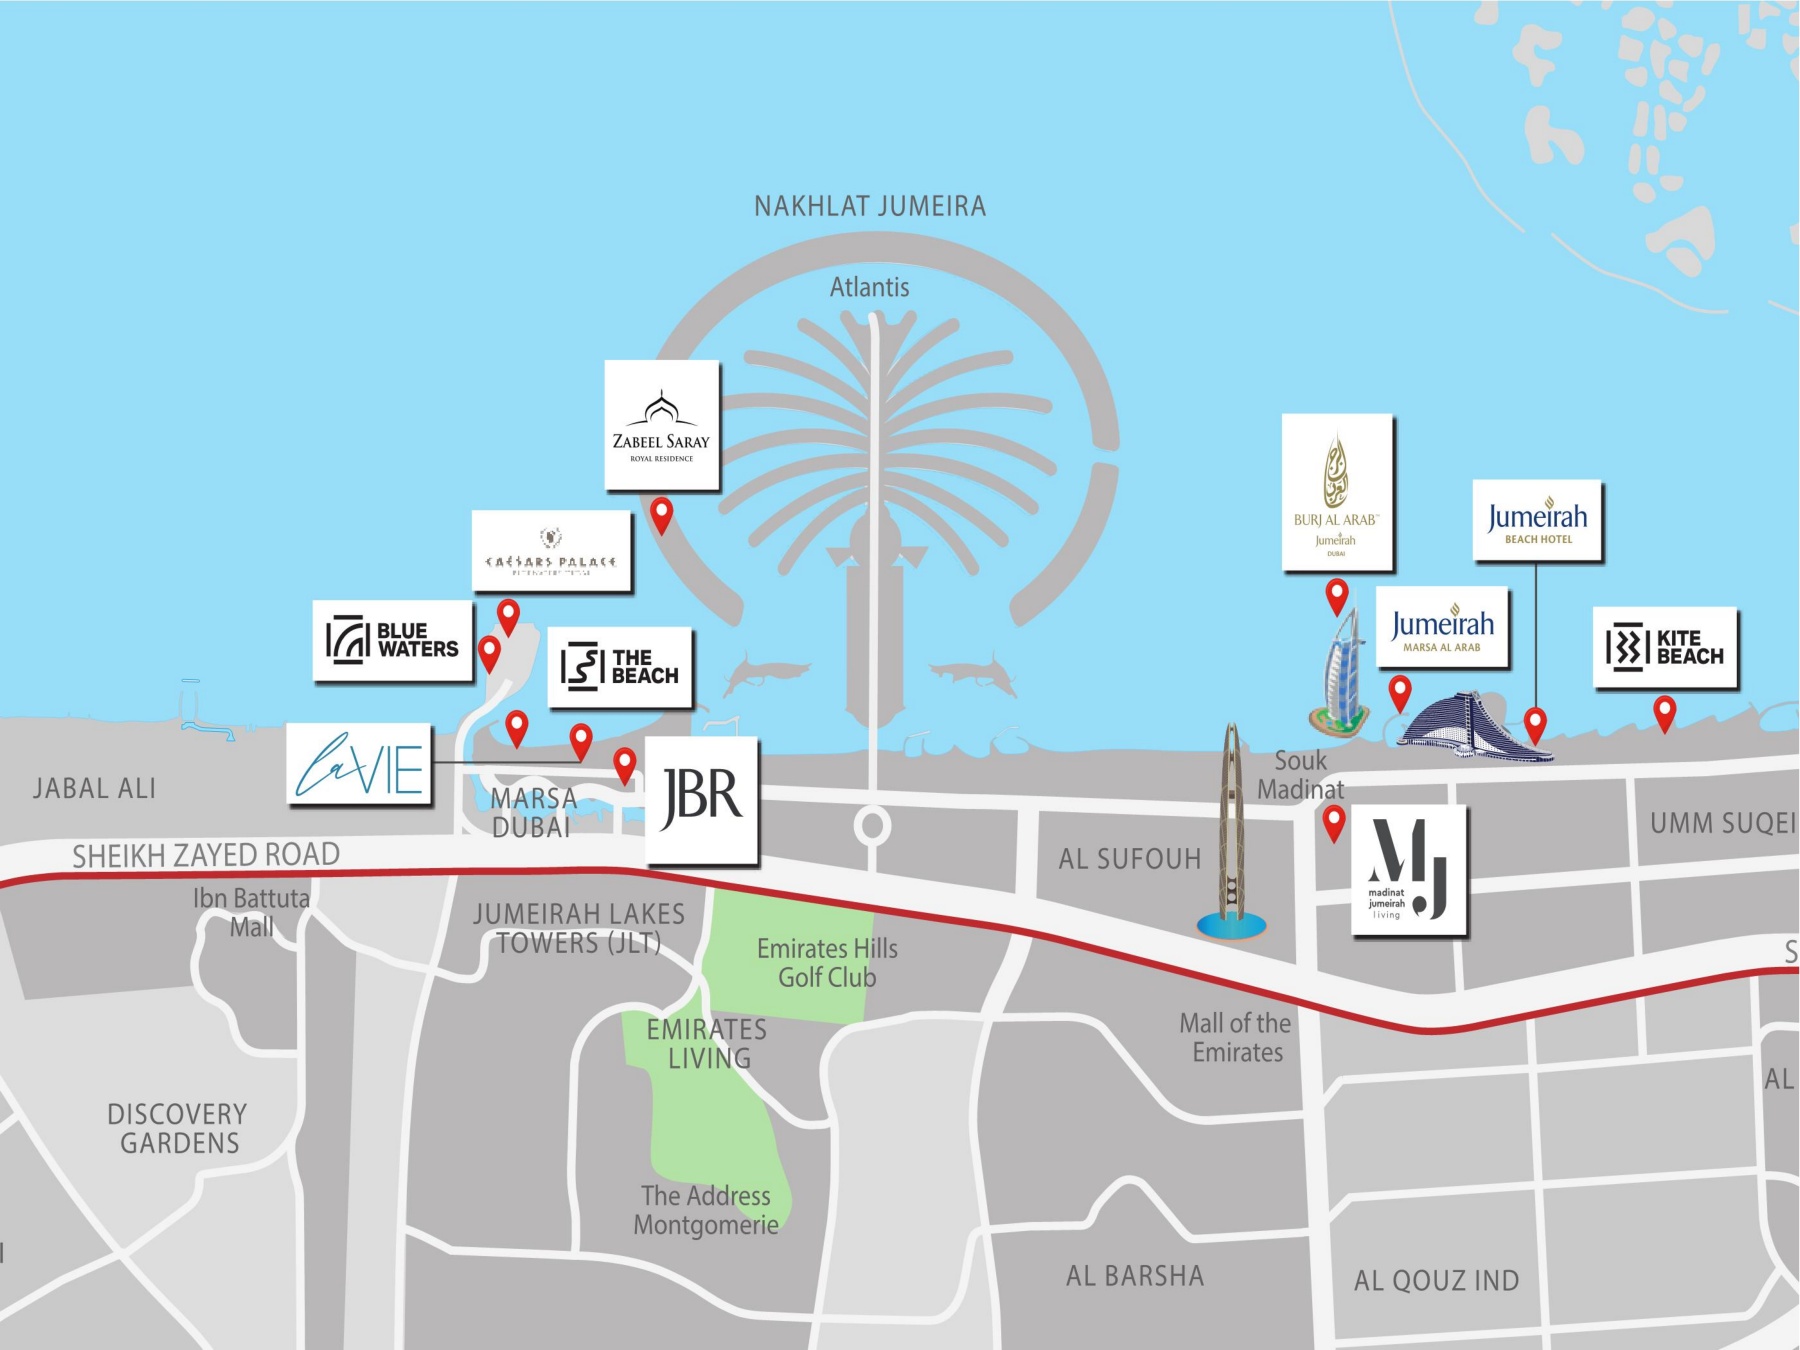 NAKHLAT JUMEIRA
Atlantis
ZABEEL SARAY
ROYAL RESIDENCE
CAESARS PALACE
BLUE
WATERS
THE
BEACH
la VIE
JBR
BURJ AL ARAB
Jumeirah
DUBAI
Jumeirah
BEACH HOTEL
Jumeirah
MARSA AL ARAB
KITE
BEACH
Souk
Madinat
MJ
madinat
jumeirah
living
JABAL ALI
MARSA
DUBAI
SHEIKH ZAYED ROAD
AL SUFOUH
UMM SUQEI
Ibn Battuta
Mall
JUMEIRAH LAKES
TOWERS (JLT)
Emirates Hills
Golf Club
S
EMIRATES
LIVING
Mall of the
Emirates
AL
DISCOVERY
GARDENS
The Address
Montgomerie
AL BARSHA
AL QOUZ IND